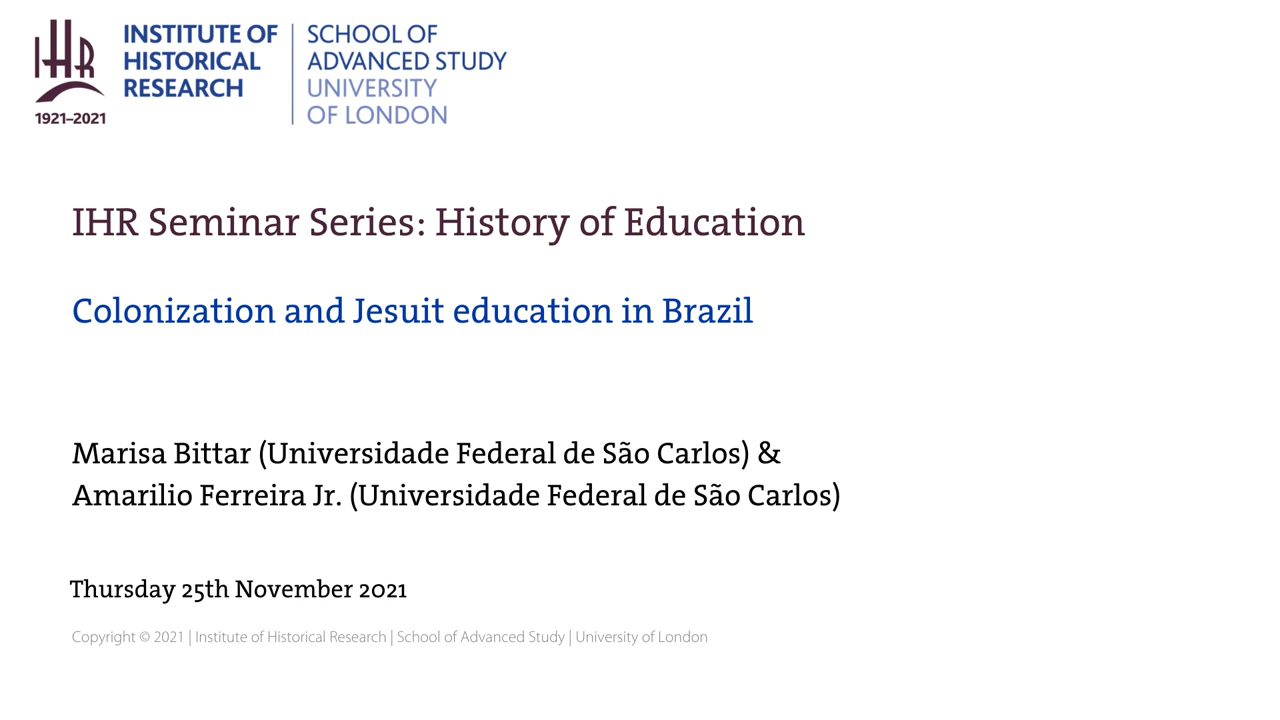 IHR
1921–2021
INSTITUTE OF
HISTORICAL
RESEARCH
SCHOOL OF
ADVANCED STUDY
UNIVERSITY
OF LONDON
IHR Seminar Series: History of Education
Colonization and Jesuit education in Brazil
Marisa Bittar (Universidade Federal de São Carlos) &
Amarilio Ferreira Jr. (Universidade Federal de São Carlos)
Thursday 25th November 2021
Copyright © 2021 | Institute of Historical Research | School of Advanced Study | University of London